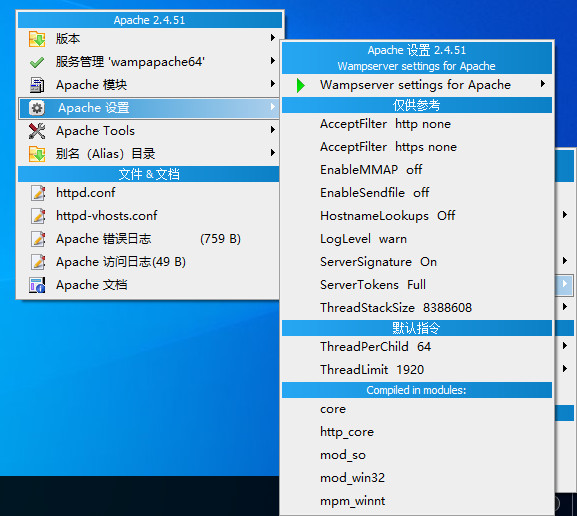 Apache 2.4.51
版本
服务管理 'wampapache64'
Apache 模块
Apache 设置
Apache Tools
别名（Alias）目录
文件 & 文档
httpd.conf
httpd-vhosts.conf
Apache 错误日志 (759 B)
Apache 访问日志(49 B)
Apache 文档
Apache 设置 2.4.51
Wampserver settings for Apache
Wampserver settings for Apache
仅供参考
AcceptFilter http none
AcceptFilter https none
EnableMMAP off
EnableSendfile off
HostnameLookups Off
LogLevel warn
ServerSignature On
ServerTokens Full
ThreadStackSize 8388608
默认指令
ThreadPerChild 64
ThreadLimit 1920
Compiled in modules:
core
http_core
mod_so
mod_win32
mpm_winnt